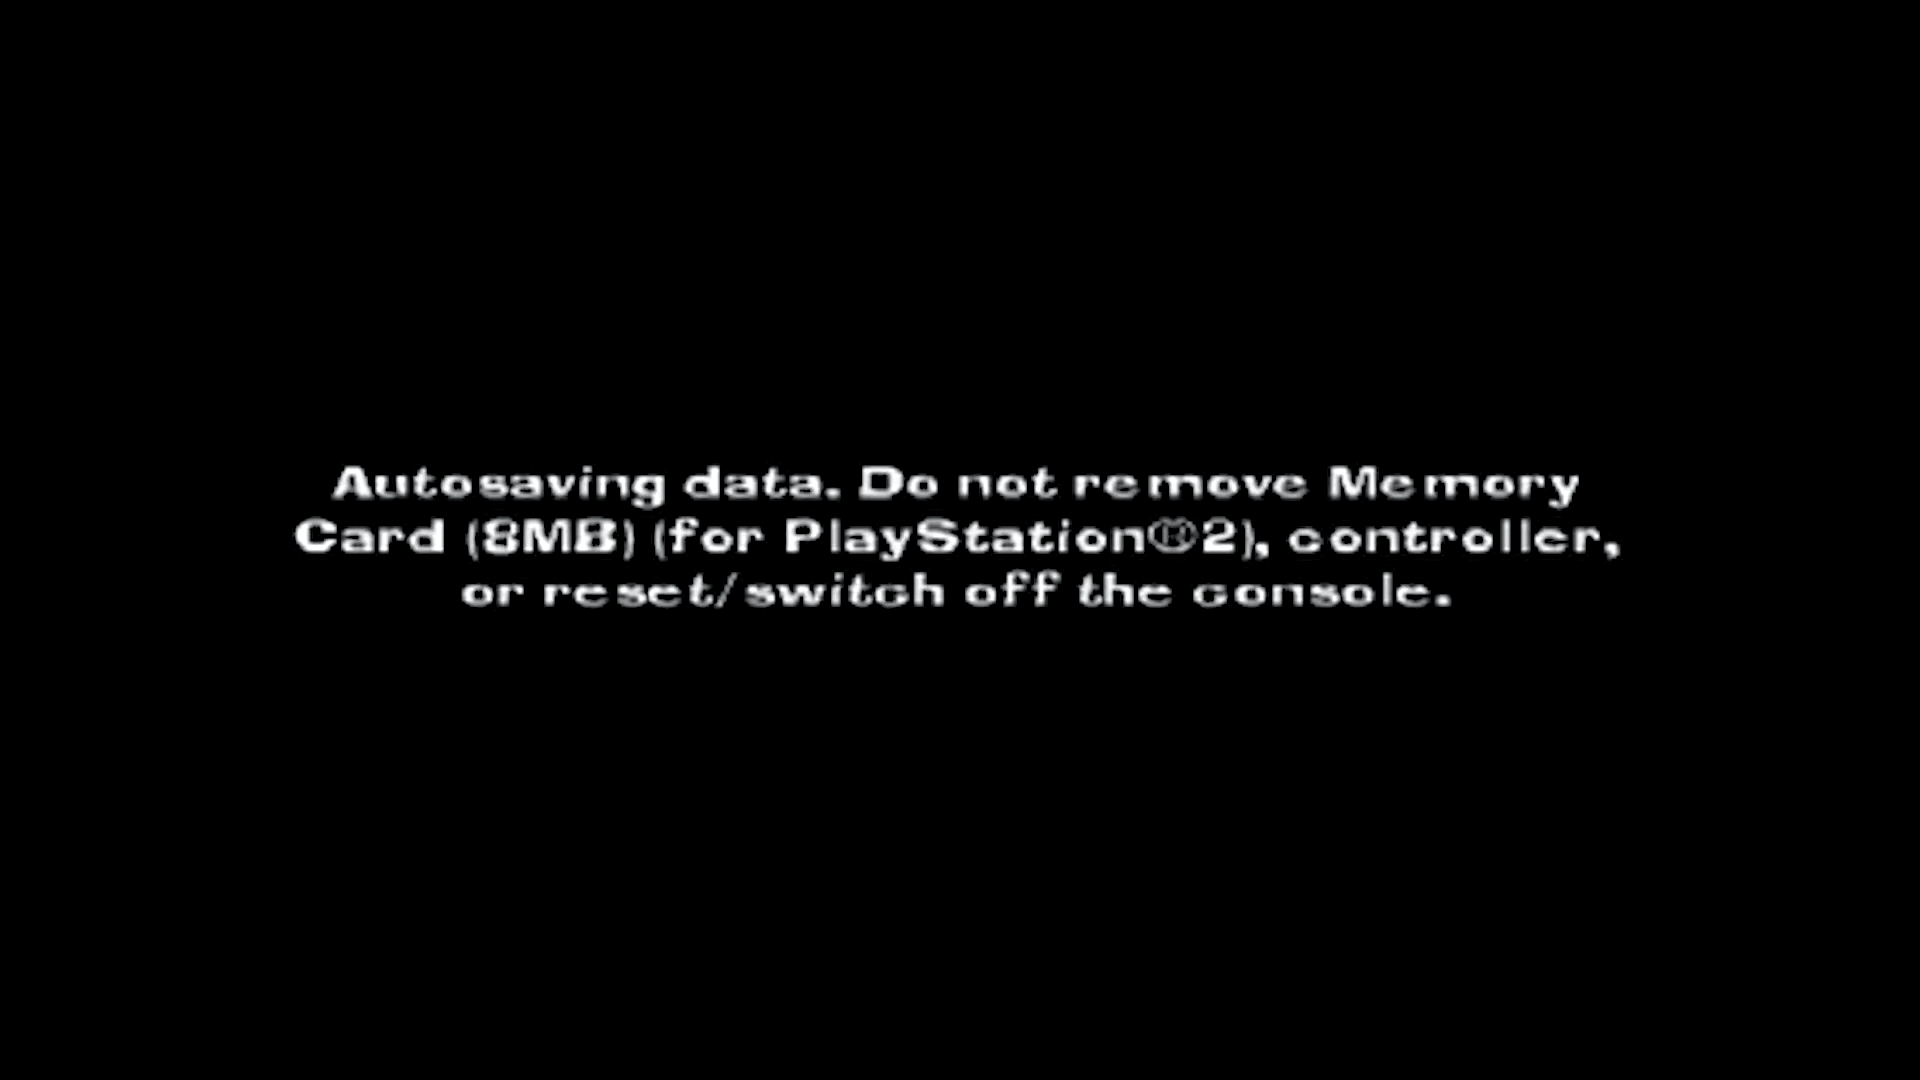 Autosaving data. Do not remove Memory
Card (8MB) (for PlayStation®2), controller,
or reset/switch off the console.